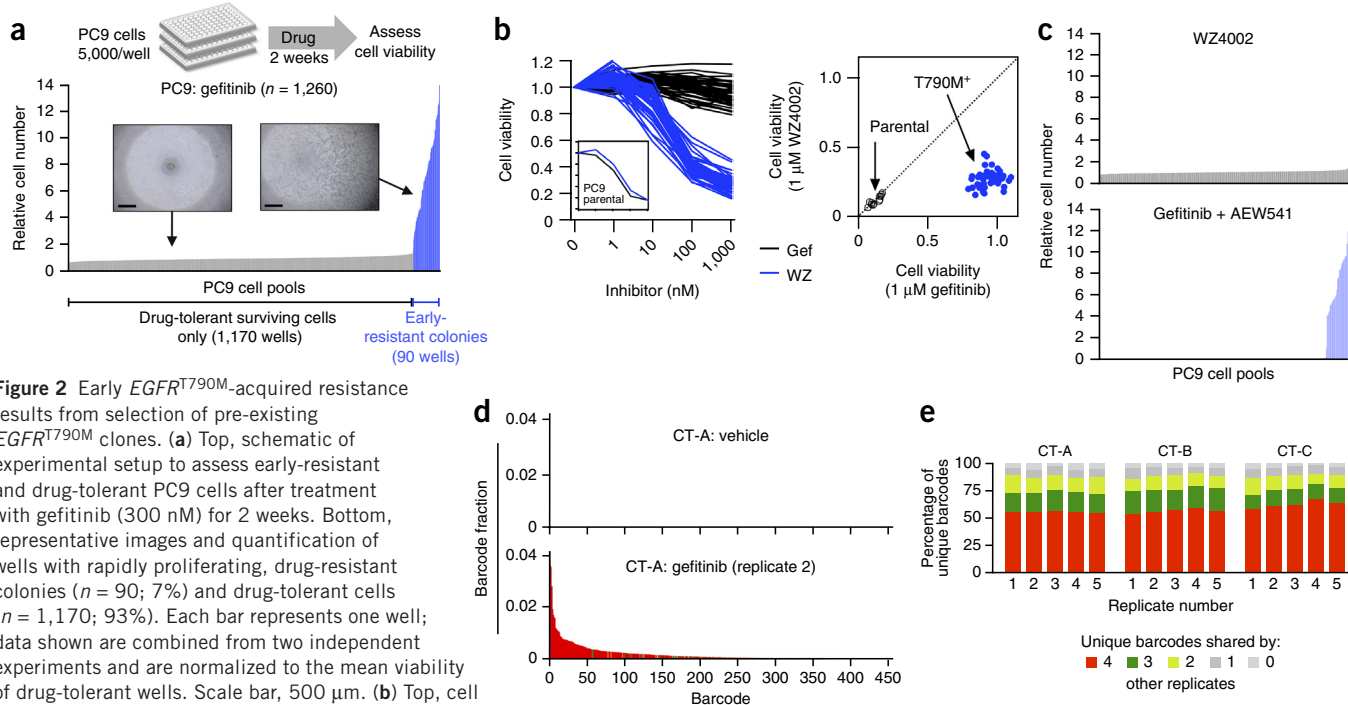 a
PC9 cells
5,000/well
Drug
2 weeks
Assess
cell viability
PC9: gefitinib (n = 1,260)
Relative cell number
14
12
10
8
6
4
2
0
PC9 cell pools
Drug-tolerant surviving cells
only (1,170 wells)
Early-
resistant colonies
(90 wells)
b
Cell viability
1.2
1.0
0.8
0.6
0.4
0.2
0
PC9
parental
0
1
10
100
1,000
Inhibitor (nM)
Gef
WZ
Cell viability
(1 µM WZ4002)
1.0
0.5
0
T790M+
Parental
0
0.5
1.0
Cell viability
(1 µM gefitinib)
c
Relative cell number
14
12
10
8
6
4
2
0
WZ4002
14
12
10
8
6
4
2
0
Gefitinib + AEW541
PC9 cell pools
Figure 2 Early EGFRT790M-acquired resistance
results from selection of pre-existing
EGFRT790M clones. (a) Top, schematic of
experimental setup to assess early-resistant
and drug-tolerant PC9 cells after treatment
with gefitinib (300 nM) for 2 weeks. Bottom,
representative images and quantification of
wells with rapidly proliferating, drug-resistant
colonies (n = 90; 7%) and drug-tolerant cells
(n = 1,170; 93%). Each bar represents one well;
data shown are combined from two independent
experiments and are normalized to the mean viability
of drug-tolerant wells. Scale bar, 500 µm. (b) Top, cell
d
Barcode fraction
0.04
0.02
0
CT-A: vehicle
0.04
0.02
0
CT-A: gefitinib (replicate 2)
0 50 100 150 200 250 300 350 400 450
Barcode
e
Percentage of
unique barcodes
100
75
50
25
0
CT-A CT-B CT-C
1 2 3 4 5 1 2 3 4 5 1 2 3 4 5
Replicate number
Unique barcodes shared by:
4 3 2 1 0
other replicates